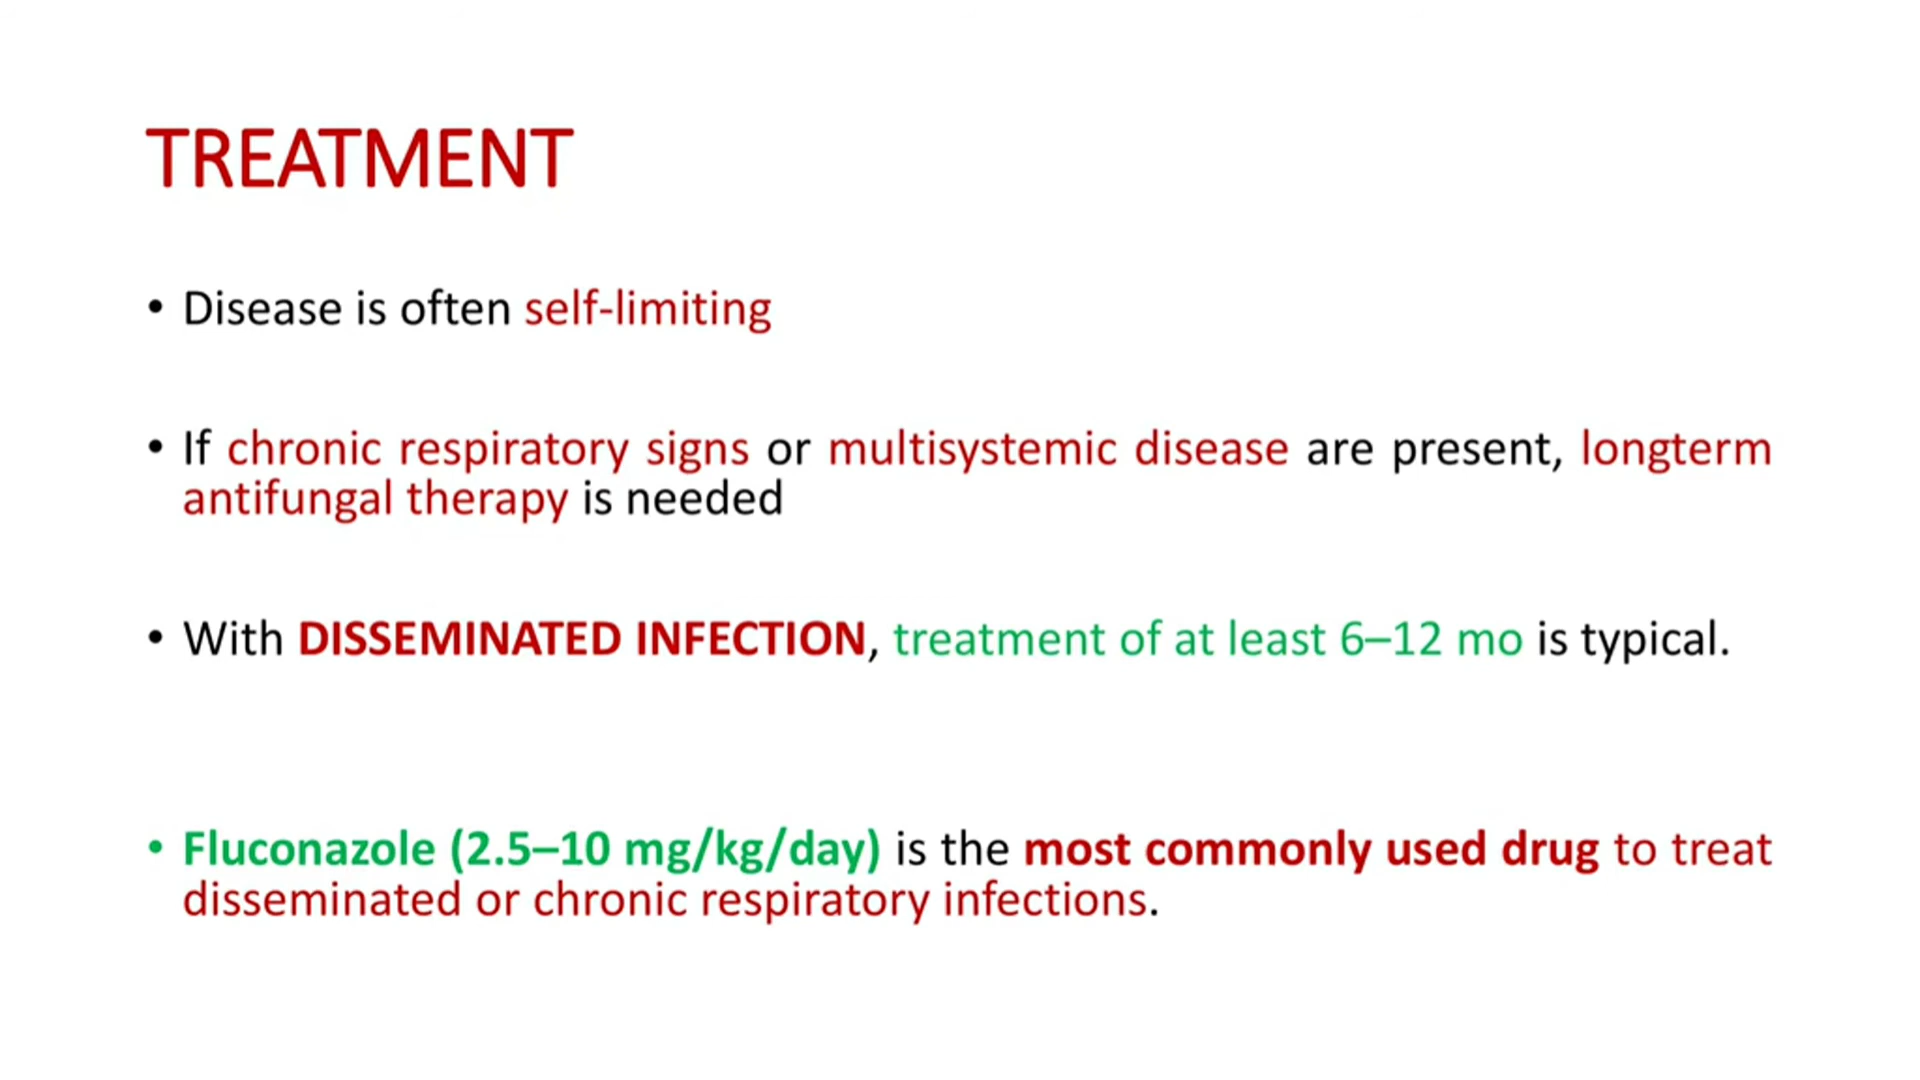 TREATMENT
• Disease is often self-limiting
• If chronic respiratory signs or multisystemic disease are present, longterm
antifungal therapy is needed
• With DISSEMINATED INFECTION, treatment of at least 6–12 mo is typical.
• Fluconazole (2.5–10 mg/kg/day) is the most commonly used drug to treat
disseminated or chronic respiratory infections.